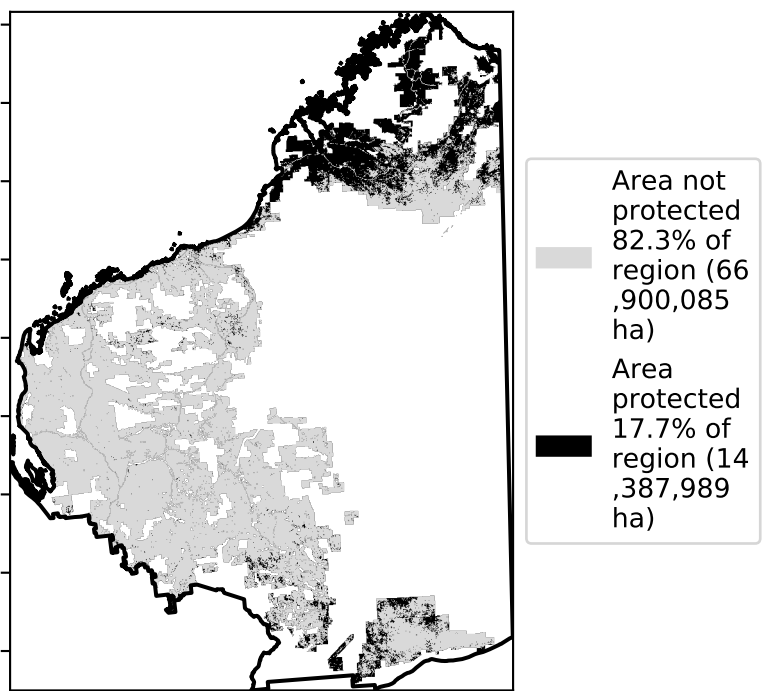 Area not
protected
82.3% of
region (66
,900,085
ha)
Area
protected
17.7% of
region (14
,387,989
ha)